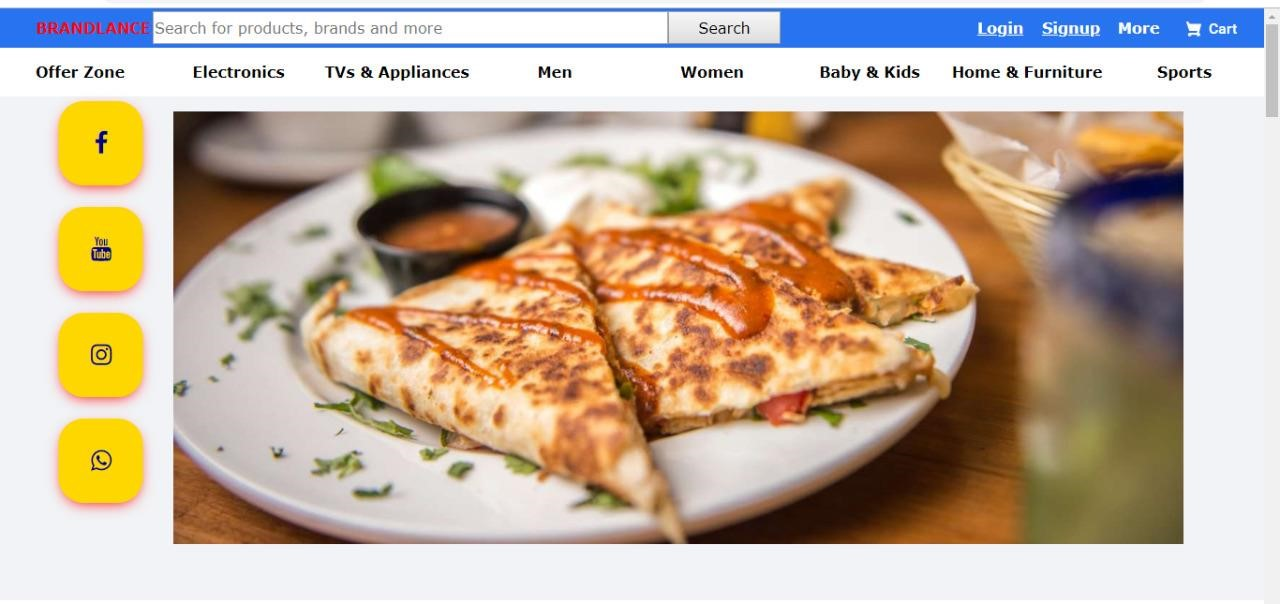 BRANDLANCE Search for products, brands and more Search Login Signup More Cart
Offer Zone Electronics TVs & Appliances Men Women Baby & Kids Home & Furniture Sports
You
Tube